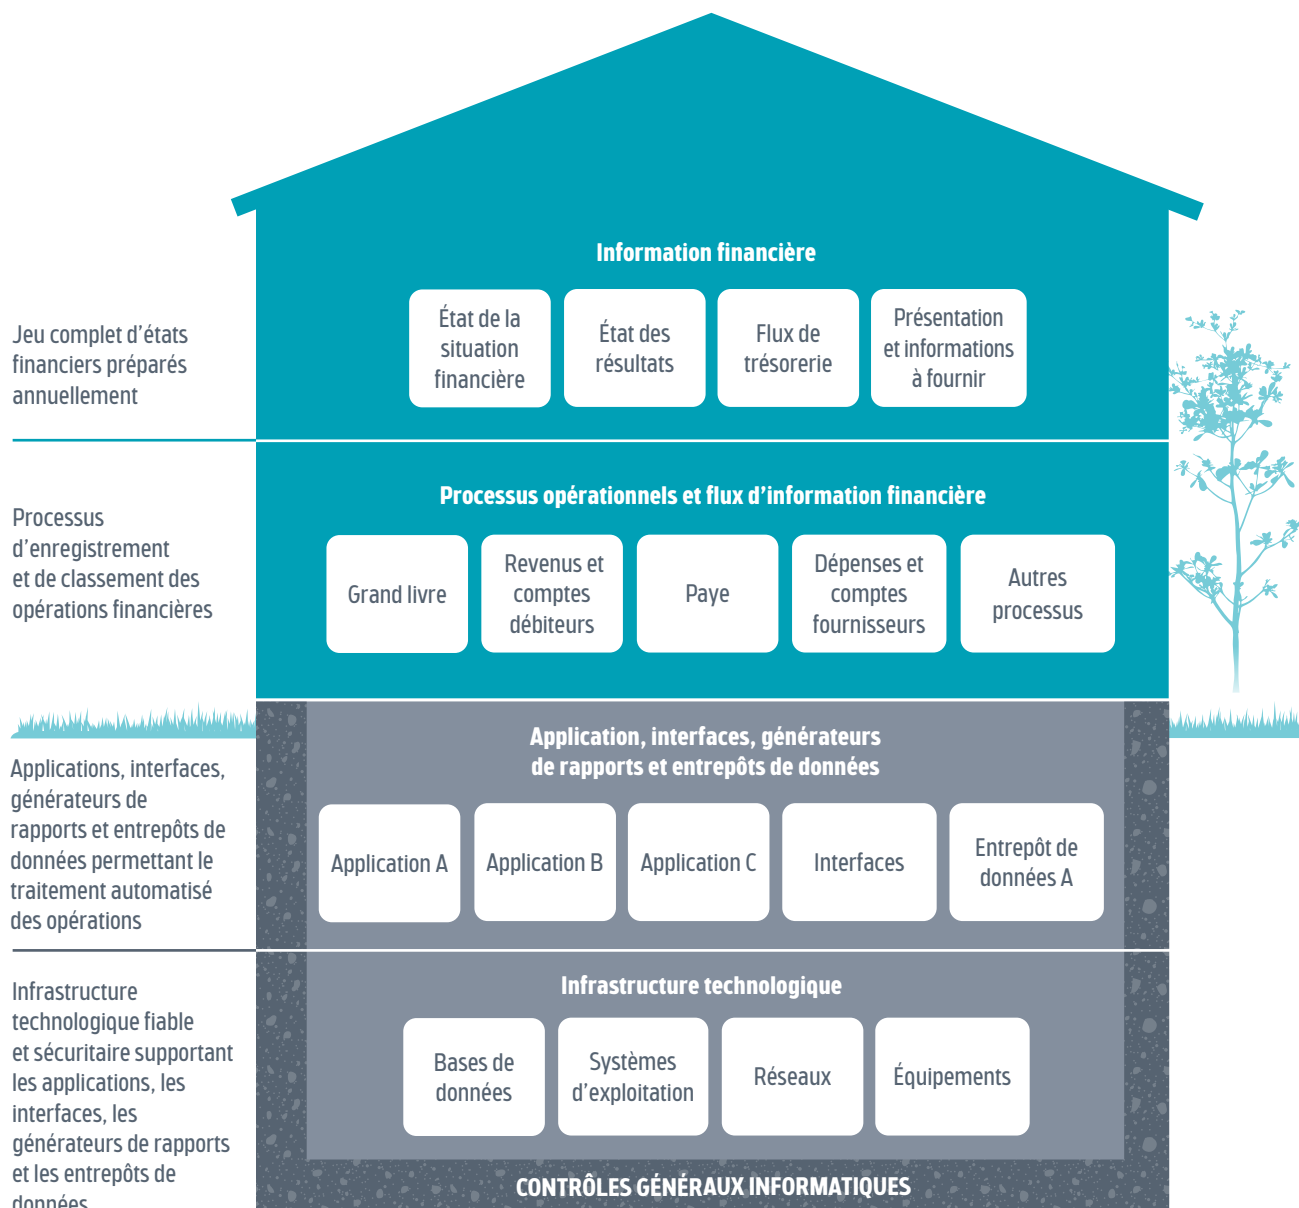 Information financière
État de la
situation
financière
État des
résultats
Flux de
trésorerie
Présentation
et informations
à fournir
Jeu complet d'états
financiers préparés
annuellement
Processus opérationnels et flux d'information financière
Grand livre
Revenus et
comptes
débiteurs
Paye
Dépenses et
comptes
fournisseurs
Autres
processus
Processus
d'enregistrement
et de classement des
opérations financières
Application, interfaces, générateurs
de rapports et entrepôts de données
Application A
Application B
Application C
Interfaces
Entrepôt de
données A
Applications, interfaces,
générateurs de
rapports et entrepôts de
données permettant le
traitement automatisé
des opérations
Infrastructure technologique
Bases de
données
Systèmes
d'exploitation
Réseaux
Équipements
Infrastructure
technologique fiable
et sécuritaire supportant
les applications, les
interfaces, les
générateurs de rapports
et les entrepôts de
données
CONTRÔLES GÉNÉRAUX INFORMATIQUES